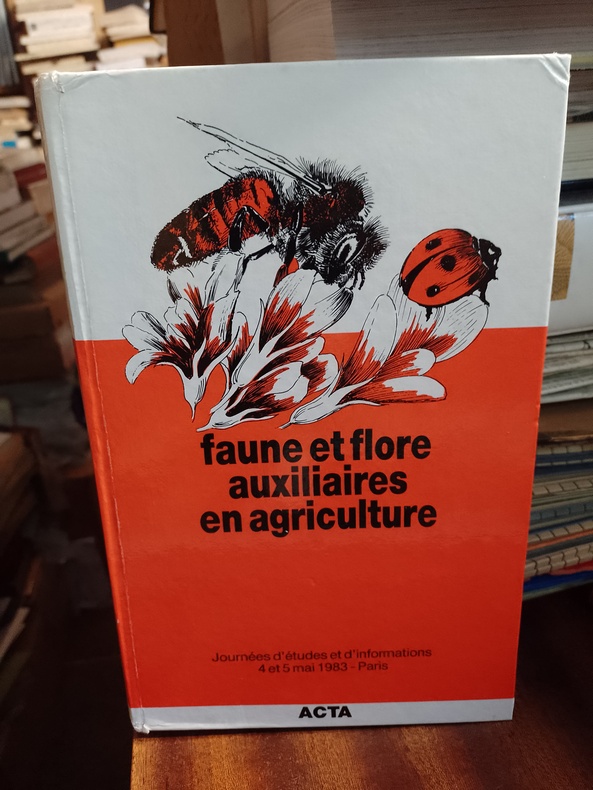 faune et flore
auxiliaires
en agriculture
Journées d'études et d'informations
4 et 5 mai 1983 - Paris
ACTA